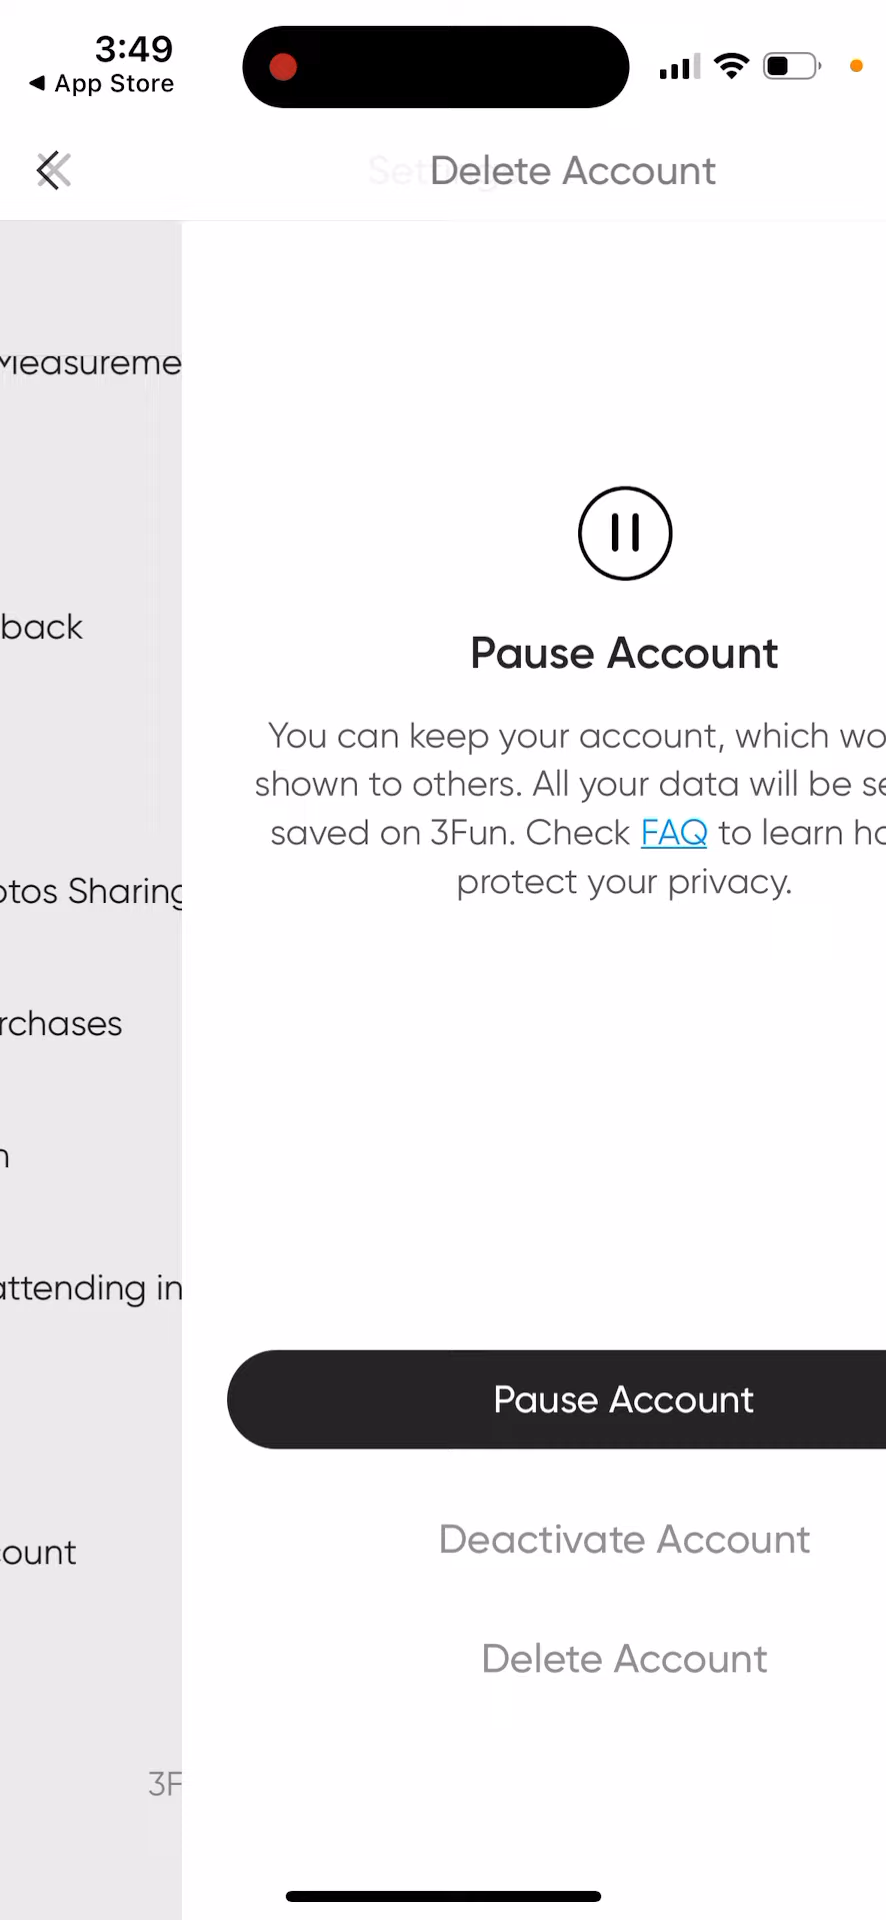 3:49
◀ App Store
Delete Account
Measureme
back
otos Sharing
rchases
n
attending in
count
3F
Pause Account
You can keep your account, which wo
shown to others. All your data will be se
saved on 3Fun. Check FAQ to learn ho
protect your privacy.
Pause Account
Deactivate Account
Delete Account